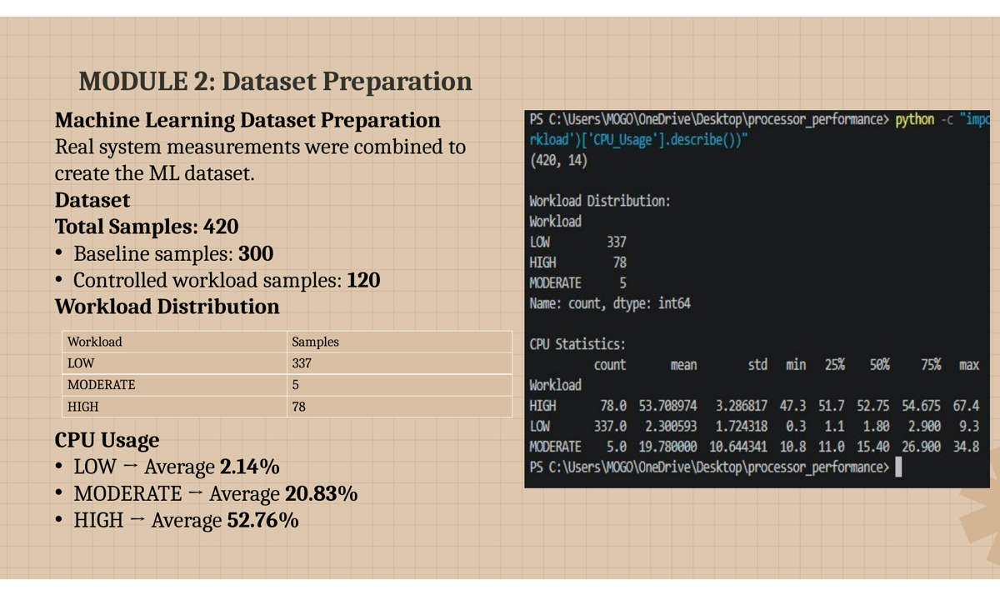 MODULE 2: Dataset Preparation
Machine Learning Dataset Preparation
Real system measurements were combined to
create the ML dataset.
Dataset
Total Samples: 420
• Baseline samples: 300
• Controlled workload samples: 120
Workload Distribution
Workload Samples
LOW 337
MODERATE 5
HIGH 78
CPU Usage
• LOW → Average 2.14%
• MODERATE → Average 20.83%
• HIGH → Average 52.76%
PS C:\Users\MOGO\OneDrive\Desktop\processor_performance> python -c "impo
rkload')['CPU_Usage'].describe())"
(420, 14)
Workload Distribution:
Workload
LOW 337
HIGH 78
MODERATE 5
Name: count, dtype: int64
CPU Statistics:
count mean std min 25% 50% 75% max
Workload
HIGH 78.0 53.708974 3.286817 47.3 51.7 52.75 54.675 67.4
LOW 337.0 2.300593 1.724318 0.3 1.1 1.80 2.900 9.3
MODERATE 5.0 19.780000 10.644341 10.8 11.0 15.40 26.900 34.8
PS C:\Users\MOGO\OneDrive\Desktop\processor_performance>